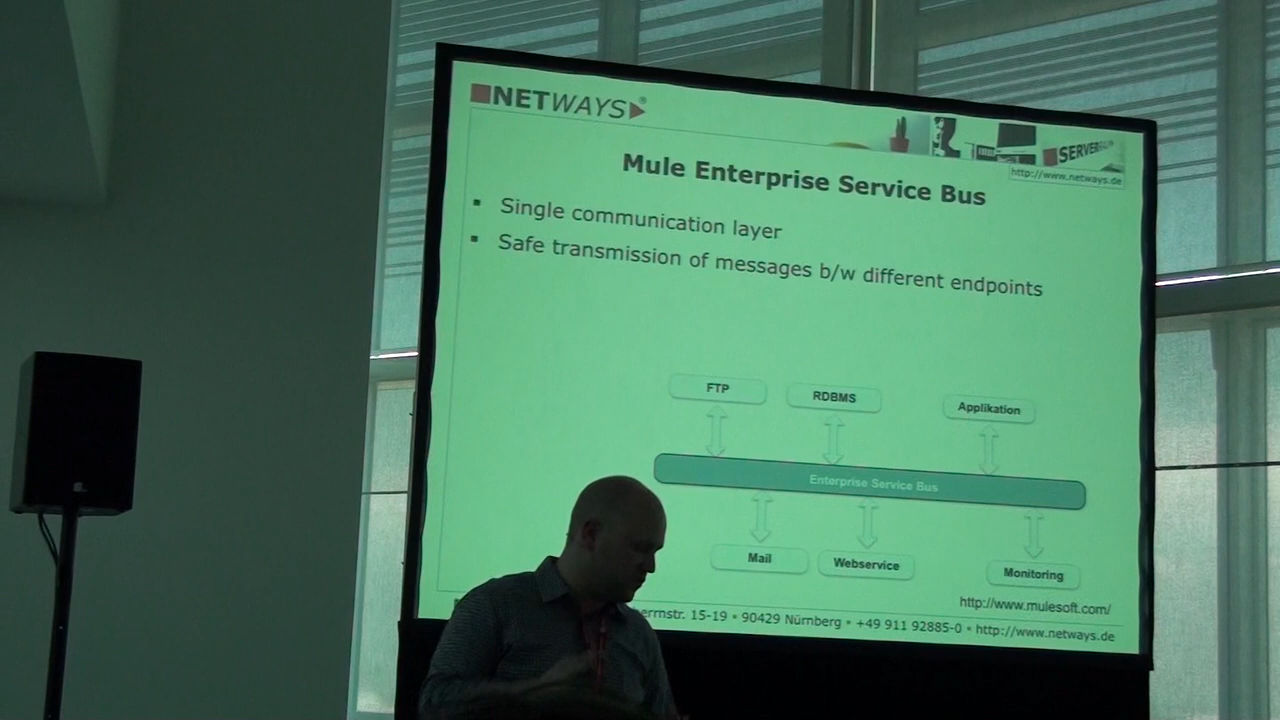 NETWAYS®
SERVER
http://www.netways.de
Mule Enterprise Service Bus
Single communication layer
Safe transmission of messages b/w different endpoints
FTP
RDBMS
Applikation
Enterprise Service Bus
Mail
Webservice
Monitoring
http://www.mulesoft.com/
herrnstr. 15-19 • 90429 Nürnberg • +49 911 92885-0 • http://www.netways.de